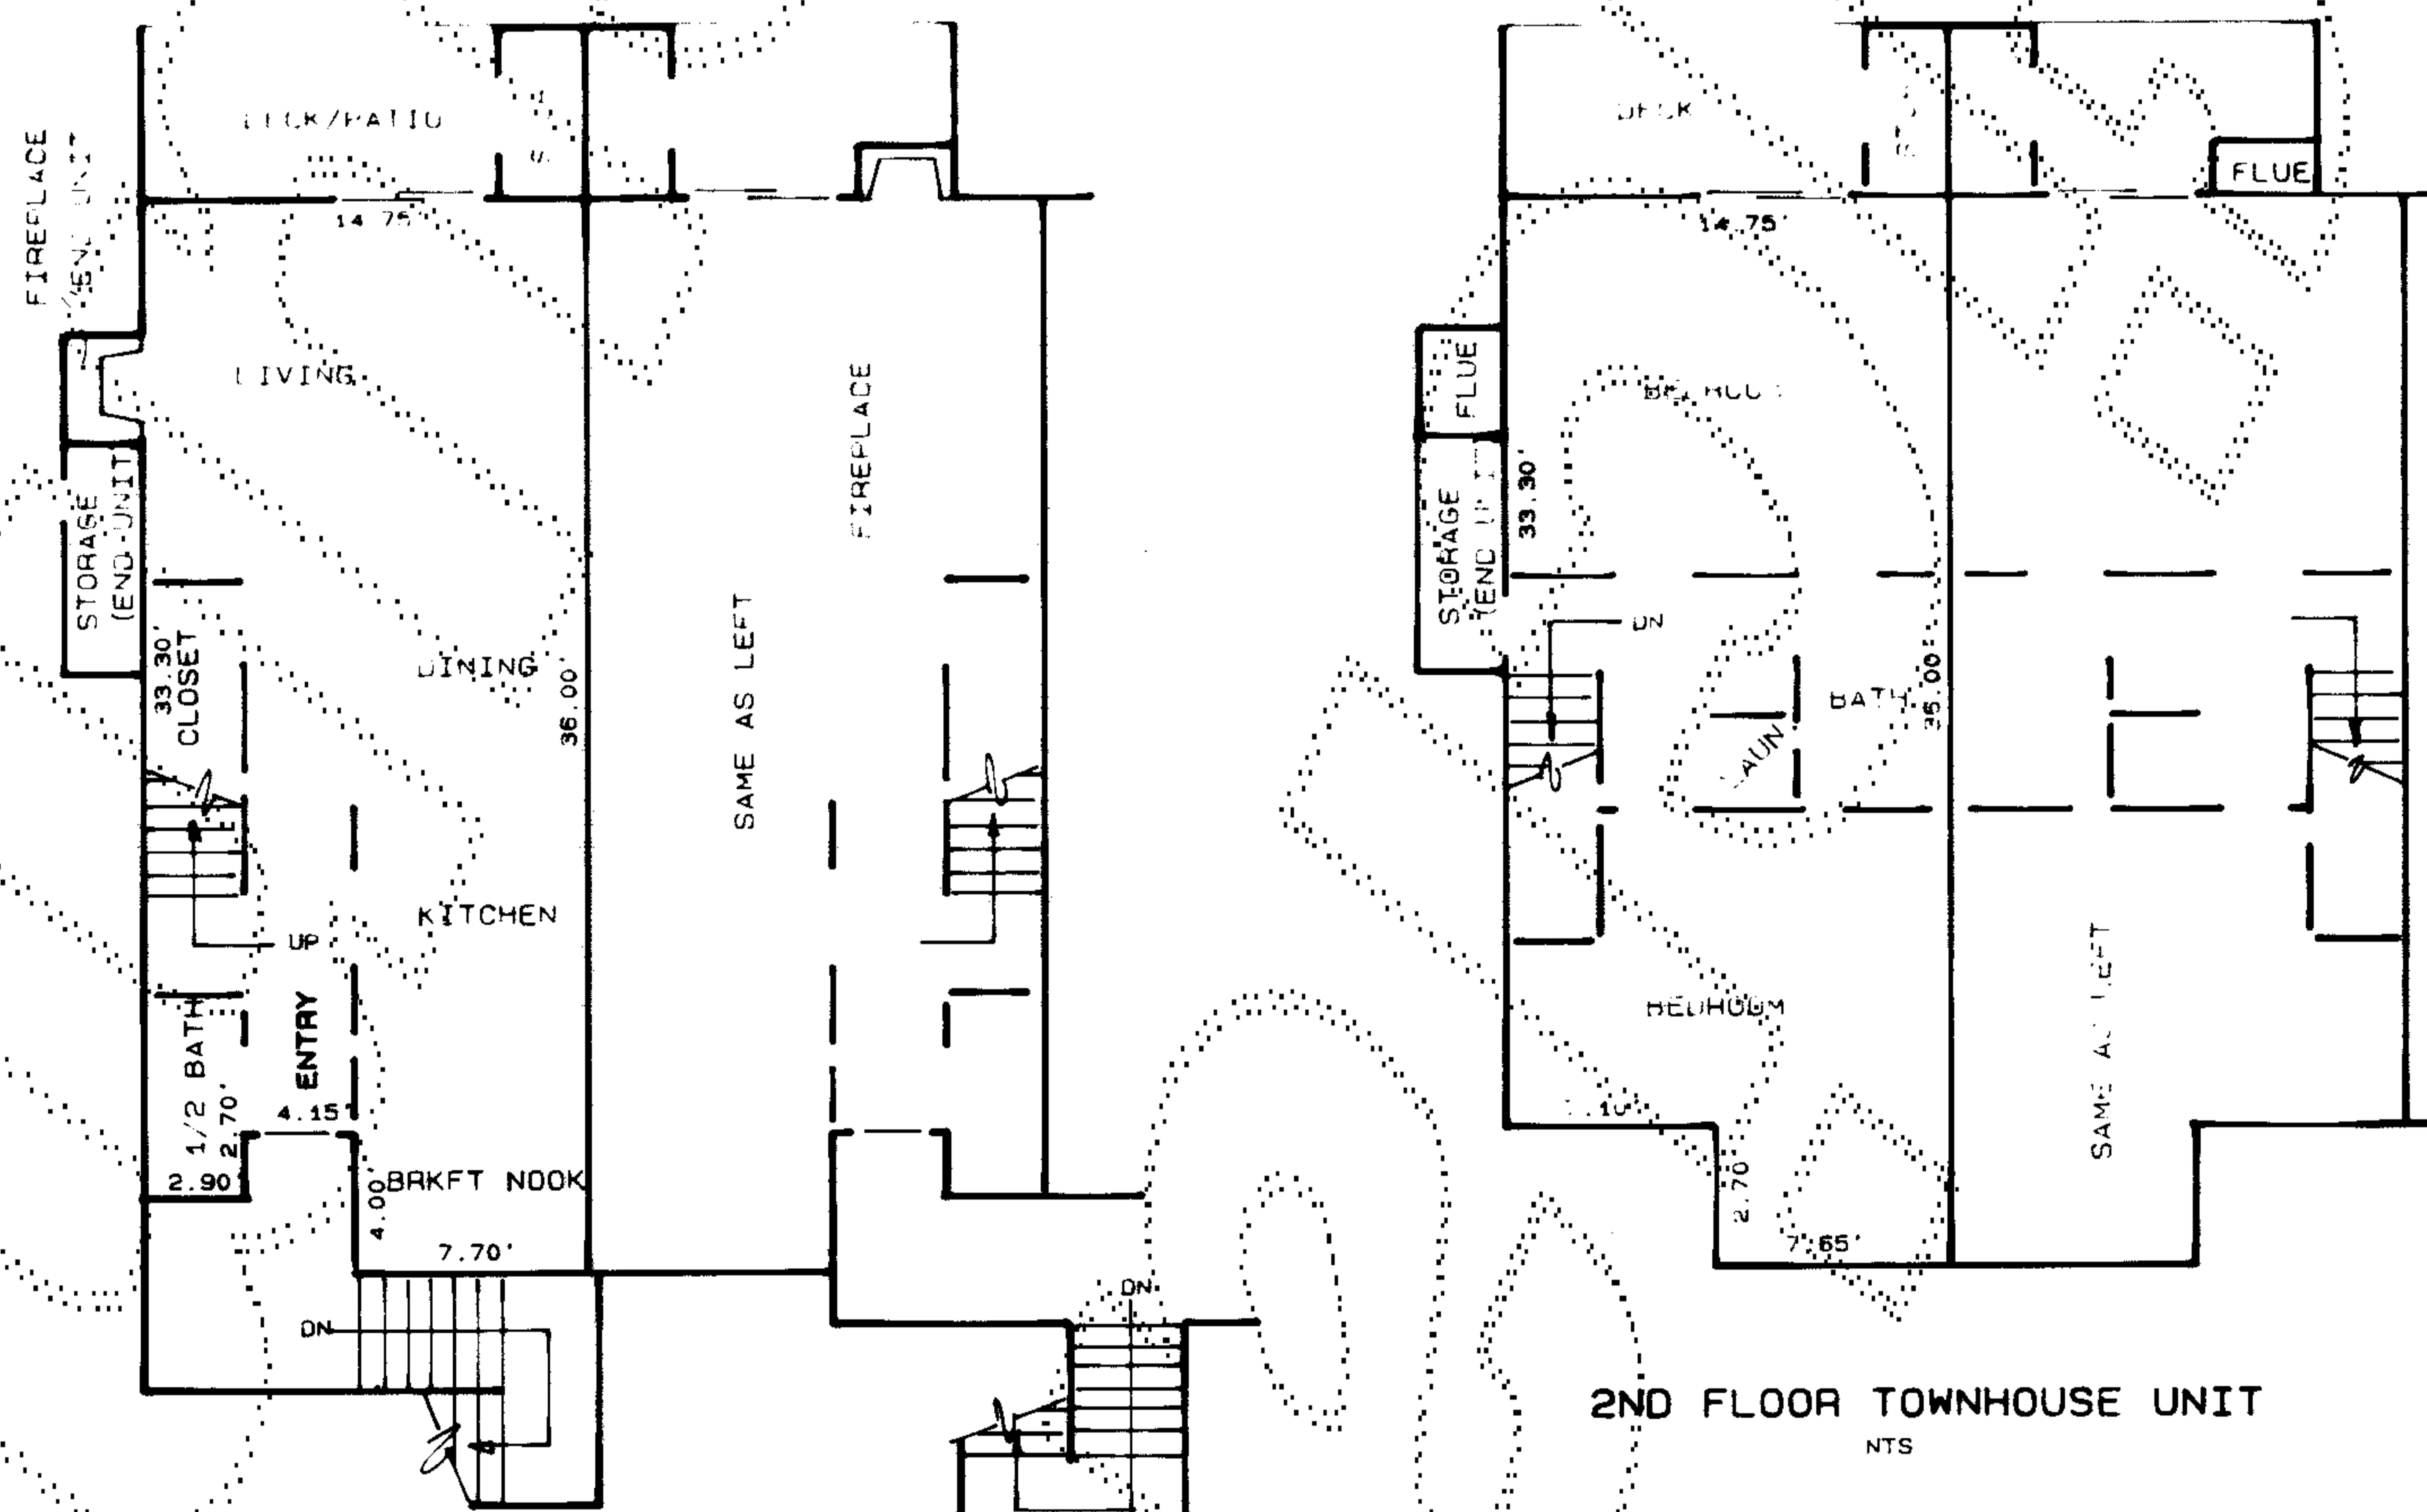 FIREPLACE
14.75'
LIVING
STORAGE
(END UNIT
33.30'
CLOSET
DINING
36.00'
KITCHEN
UP
ENTRY
1/2 BATH
2.70'
4.15'
2.90'
4.00'
BRKFT NOOK
7.70'
DN
FIREPLACE
SAME AS LEFT
DN
DECK
FLUE
14.75'
FLUE
STORAGE
33.30'
DN
BATH
BEDROOM
2.70'
7.65'
SAME AS LEFT
2ND FLOOR TOWNHOUSE UNIT
NTS